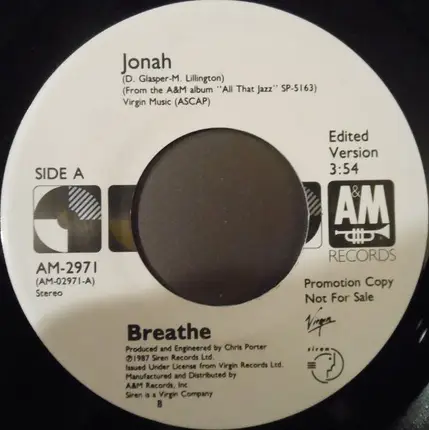 Jonah
(D. Glasper-M. Lillington)
(From the A&M album "All That Jazz" SP-5163)
Virgin Music (ASCAP)
Edited
Version
3:54
SIDE A
A&M
RECORDS
AM-2971
(AM-02971-A)
Stereo
Promotion Copy
Not For Sale
Virgin
siren
Breathe
Produced and Engineered by Chris Porter
℗1987 Siren Records Ltd.
Issued Under License from Virgin Records Ltd.
Manufactured and Distributed by
A&M Records, Inc
Siren is a Virgin Company
B